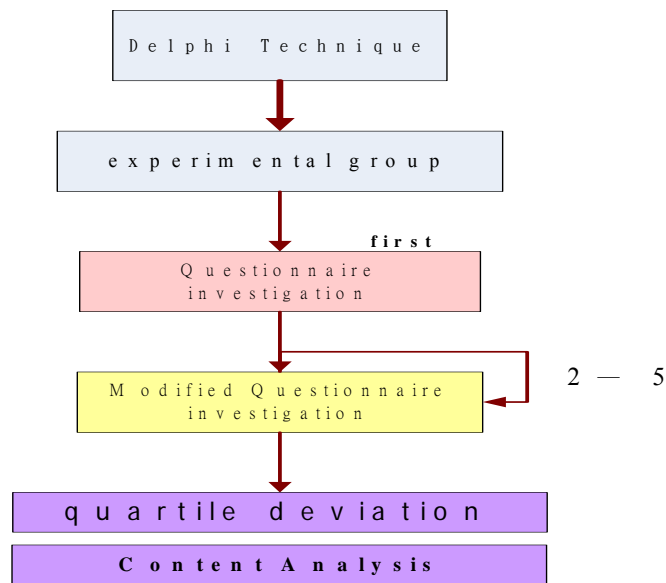 Delphi Technique
experimental group
first
Questionnaire
investigation
Modified Questionnaire
investigation
2 — 5
quartile deviation
Content Analysis